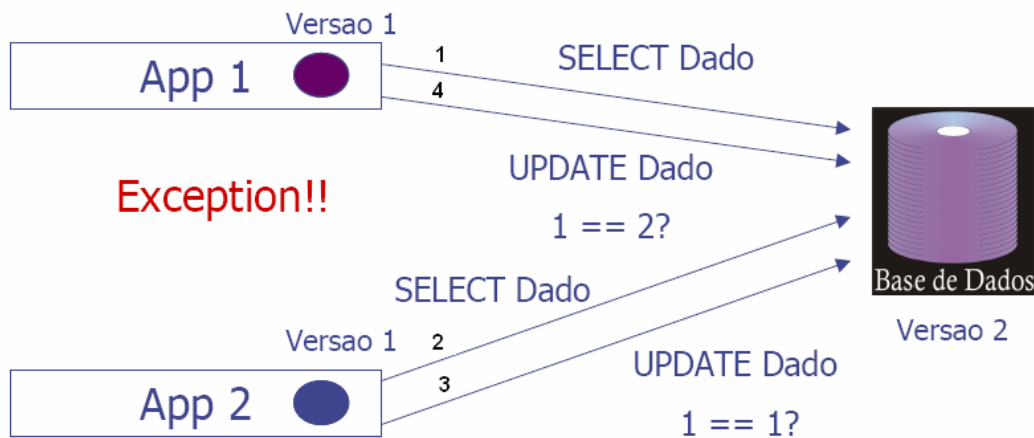 Versao 1
App 1
1
SELECT Dado
4
UPDATE Dado
Exception!!
1 == 2?
Base de Dados
SELECT Dado
Versao 2
Versao 1
2
3
UPDATE Dado
App 2
1 == 1?